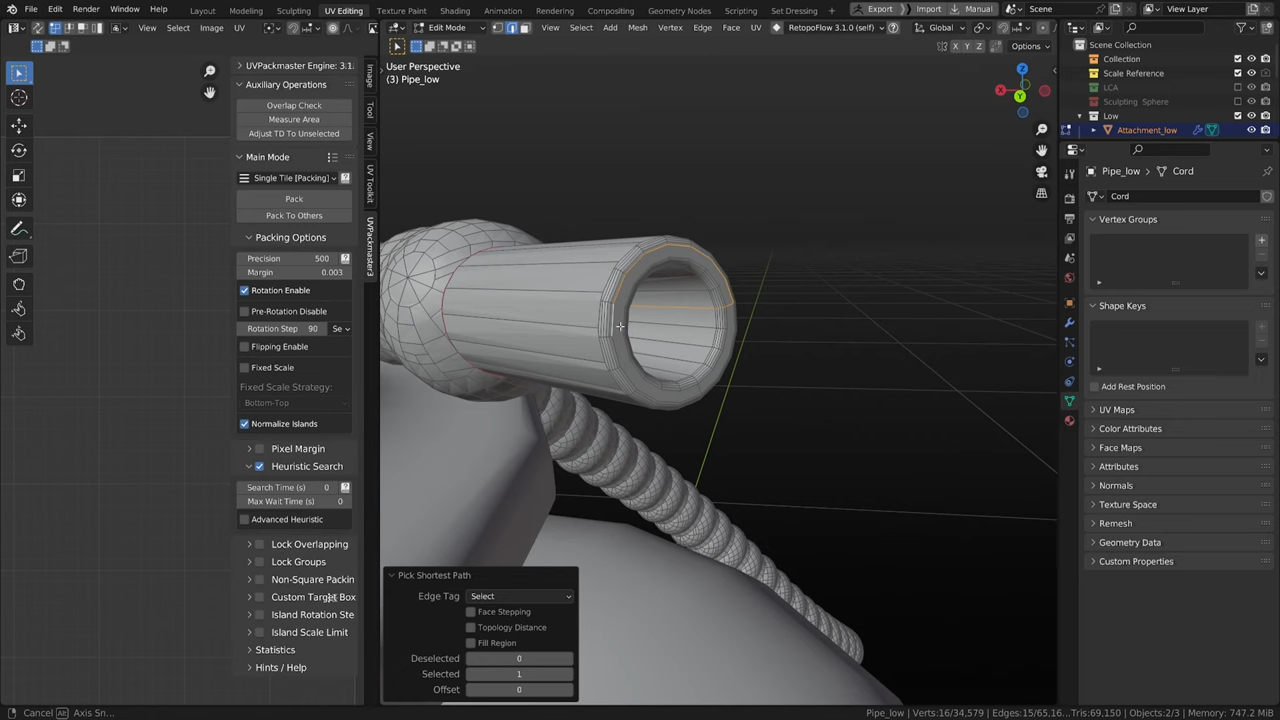 File Edit Render Window Help Layout Modeling Sculpting UV Editing Texture Paint Shading Animation Rendering Compositing Geometry Nodes Scripting Export Import Manual Scene View Layer
View Select Image UV Edit Mode View Select Add Mesh Vertex Edge Face UV RetopoFlow 3.1.0 (self) Global
X Y Z Options
UVPackmaster Engine: 3.1.
Auxiliary Operations
Overlap Check
Measure Area
Adjust TD To Unselected
Main Mode
Single Tile [Packing]
Pack
Pack To Others
Packing Options
Precision 500
Margin 0.003
Rotation Enable
Pre-Rotation Disable
Rotation Step 90 Se
Flipping Enable
Fixed Scale
Fixed Scale Strategy:
Bottom-Top
Normalize Islands
Pixel Margin
Heuristic Search
Search Time (s) 0
Max Wait Time (s) 0
Advanced Heuristic
Lock Overlapping
Lock Groups
Non-Square Packin
Custom Target Box
Island Rotation Ste
Island Scale Limit
Statistics
Hints / Help
Image
Tool
View
UV Toolkit
UVPackmaster3
User Perspective
(3) Pipe_low
Z
X
Y
Pick Shortest Path
Edge Tag Select
Face Stepping
Topology Distance
Fill Region
Deselected 0
Selected 1
Offset 0
Scene Collection
Collection
Scale Reference
LCA
Sculpting Sphere
Low
Attachment_low
Pipe_low Cord
Cord
Vertex Groups
Shape Keys
Add Rest Position
UV Maps
Color Attributes
Face Maps
Attributes
Normals
Texture Space
Remesh
Geometry Data
Custom Properties
Cancel Alt Axis Sn... Pipe_low | Verts:16/34,579 | Edges:15/65,16... Tris:69,150 | Objects:2/3 | Memory: 747.2 MiB